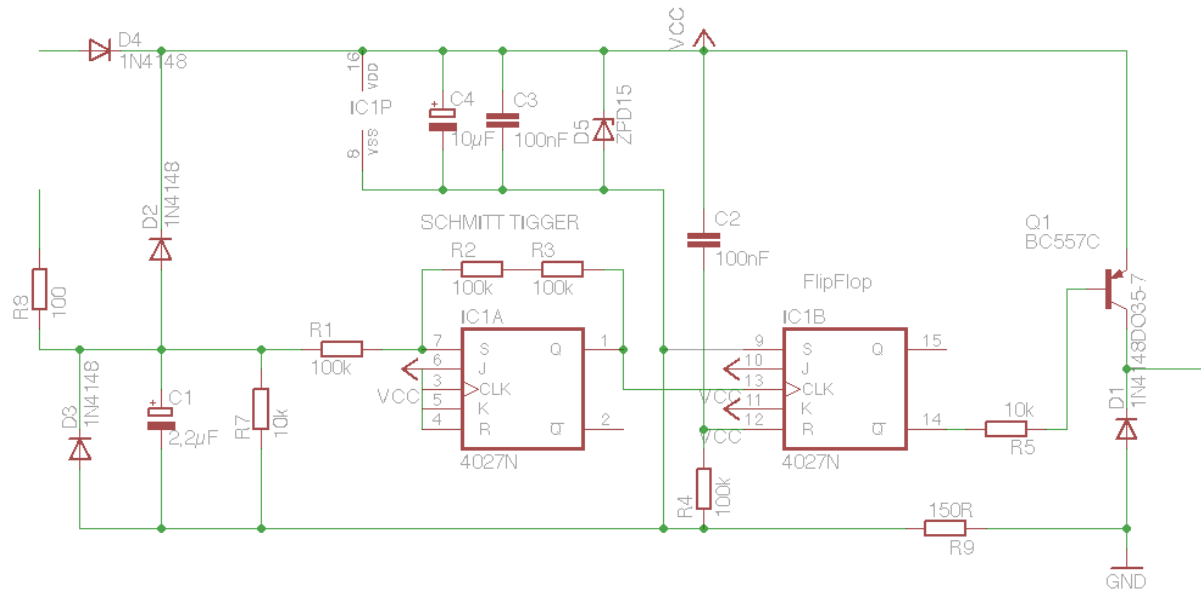 D4
1N4148
VCC
16
VDD
IC1P
8
VSS
+
C4
10µF
C3
100nF
D5
ZPD15
D2
1N4148
SCHMITT TIGGER
C2
100nF
Q1
BC557C
R8
100
R2
100k
R3
100k
FlipFlop
IC1A
IC1B
1N4148DO35-7
D1
R1
100k
7
S
Q
1
6
J
VCC
3
CLK
5
K
4
R
Q
2
4027N
9
S
Q
15
10
J
VCC
13
CLK
11
K
VCC
12
R
Q
14
4027N
10k
R5
D3
1N4148
+
C1
2,2µF
R7
10k
R4
100k
150R
R9
GND